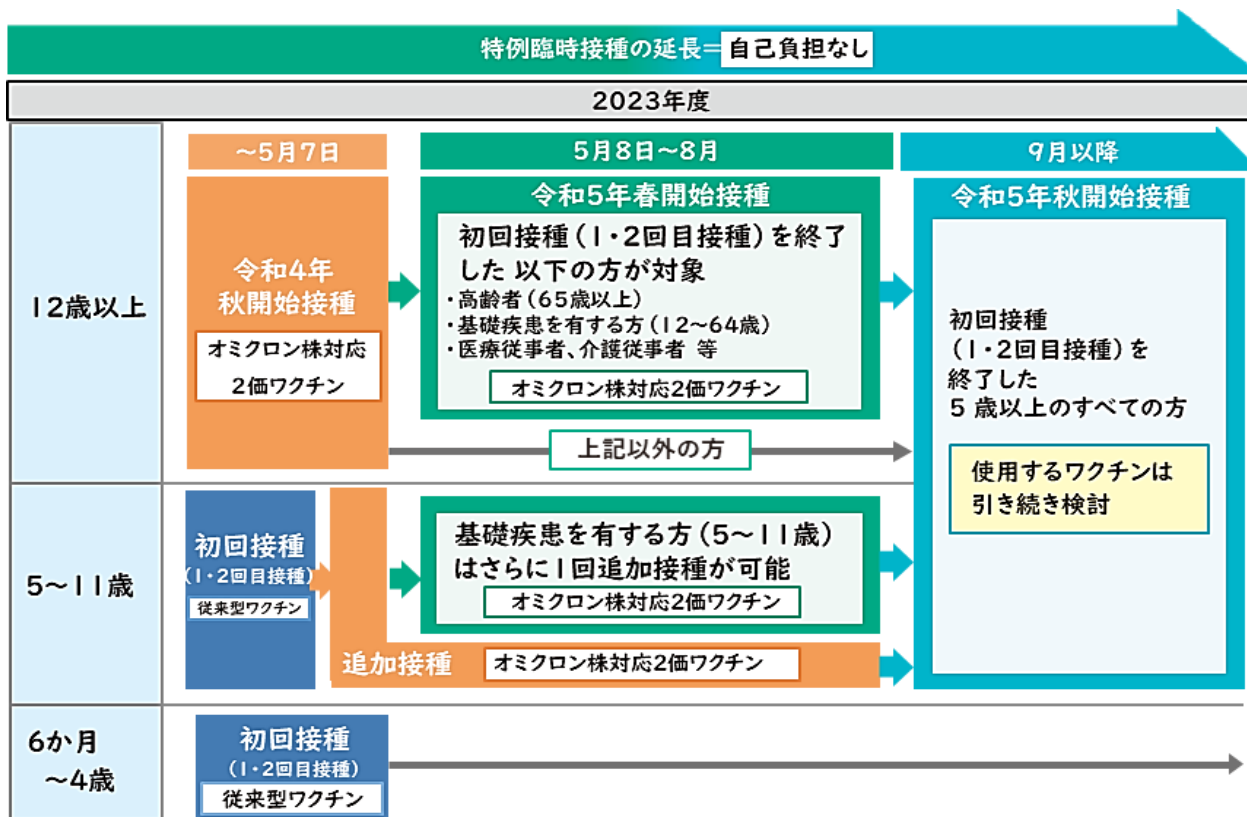 特例臨時接種の延長=自己負担なし
2023年度
～5月7日
5月8日～8月
9月以降
12歳以上
令和4年
秋開始接種
オミクロン株対応
2価ワクチン
令和5年春開始接種
初回接種(1・2回目接種)を終了
した 以下の方が対象
・高齢者(65歳以上)
・基礎疾患を有する方(12～64歳)
・医療従事者、介護従事者 等
オミクロン株対応2価ワクチン
上記以外の方
令和5年秋開始接種
初回接種
(1・2回目接種)を
終了した
5 歳以上のすべての方
使用するワクチンは
引き続き検討
5～11歳
初回接種
(1・2回目接種)
従来型ワクチン
基礎疾患を有する方(5～11歳)
はさらに1回追加接種が可能
オミクロン株対応2価ワクチン
追加接種
オミクロン株対応2価ワクチン
6か月
～4歳
初回接種
(1・2回目接種)
従来型ワクチン